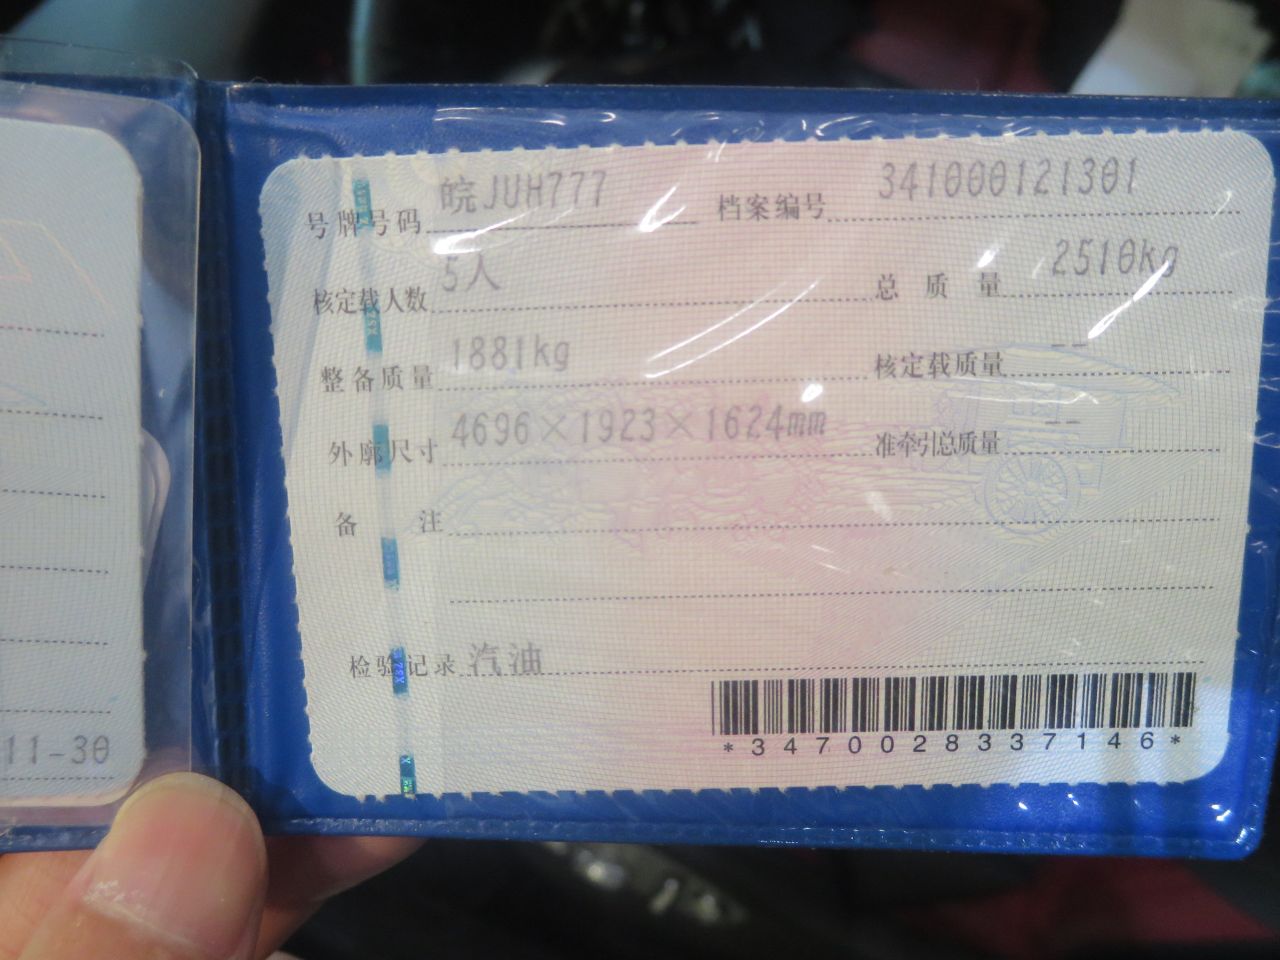 号牌号码 皖JUH777 档案编号 341000121301
核定载人数 5人 总质量 2510kg
整备质量 1881kg 核定载质量 --
外廓尺寸 4696×1923×1624mm 准牵引总质量 --
备注
检验记录 汽油
*3470028337146*
11-30